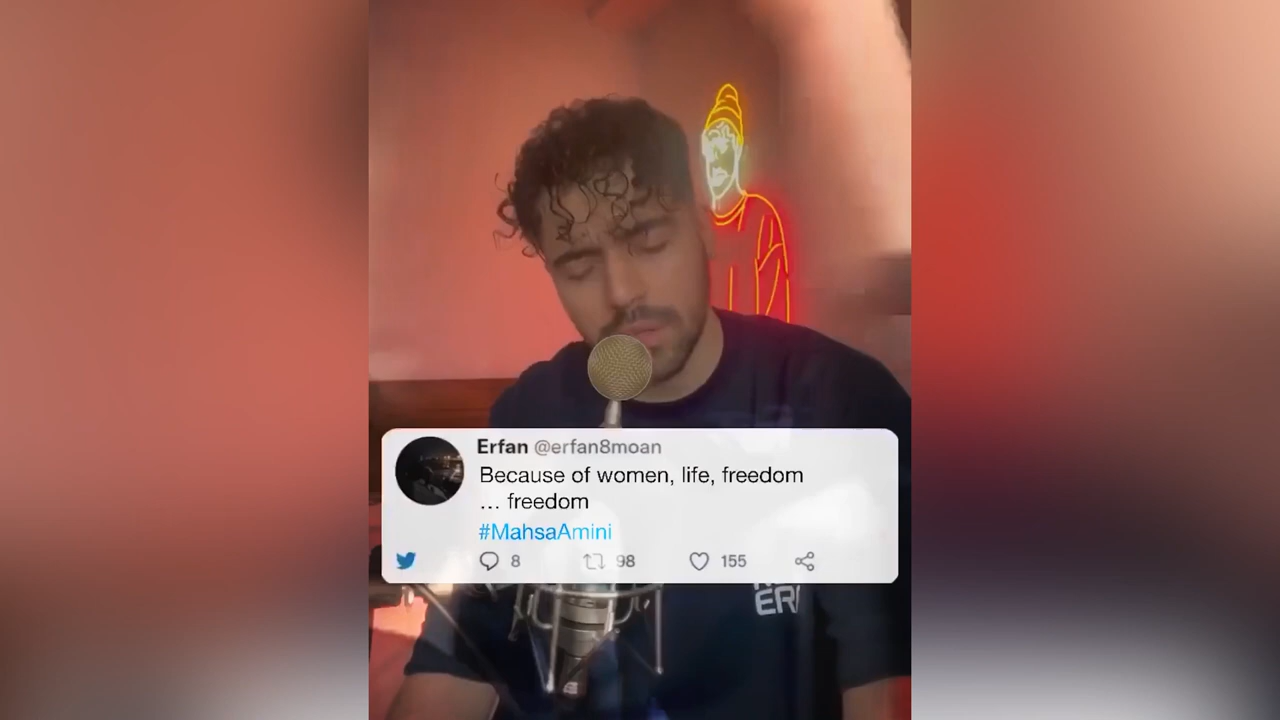 Erfan @erfan8moan
Because of women, life, freedom
... freedom
#MahsaAmini
8 98 155